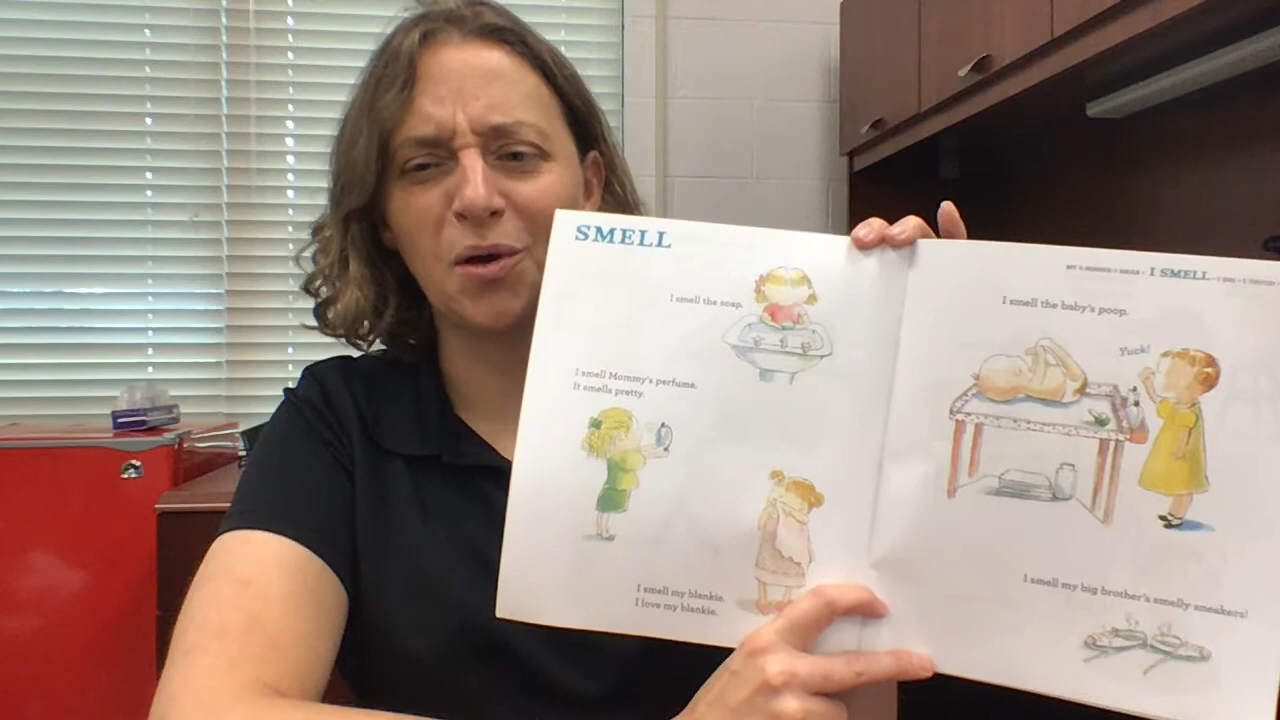 SMELL
I smell the soap.
I smell Mommy's perfume.
It smells pretty.
I smell my blankie.
I love my blankie.
I SMELL
I smell the baby's poop.
Yuck!
I smell my big brother's smelly sneakers!